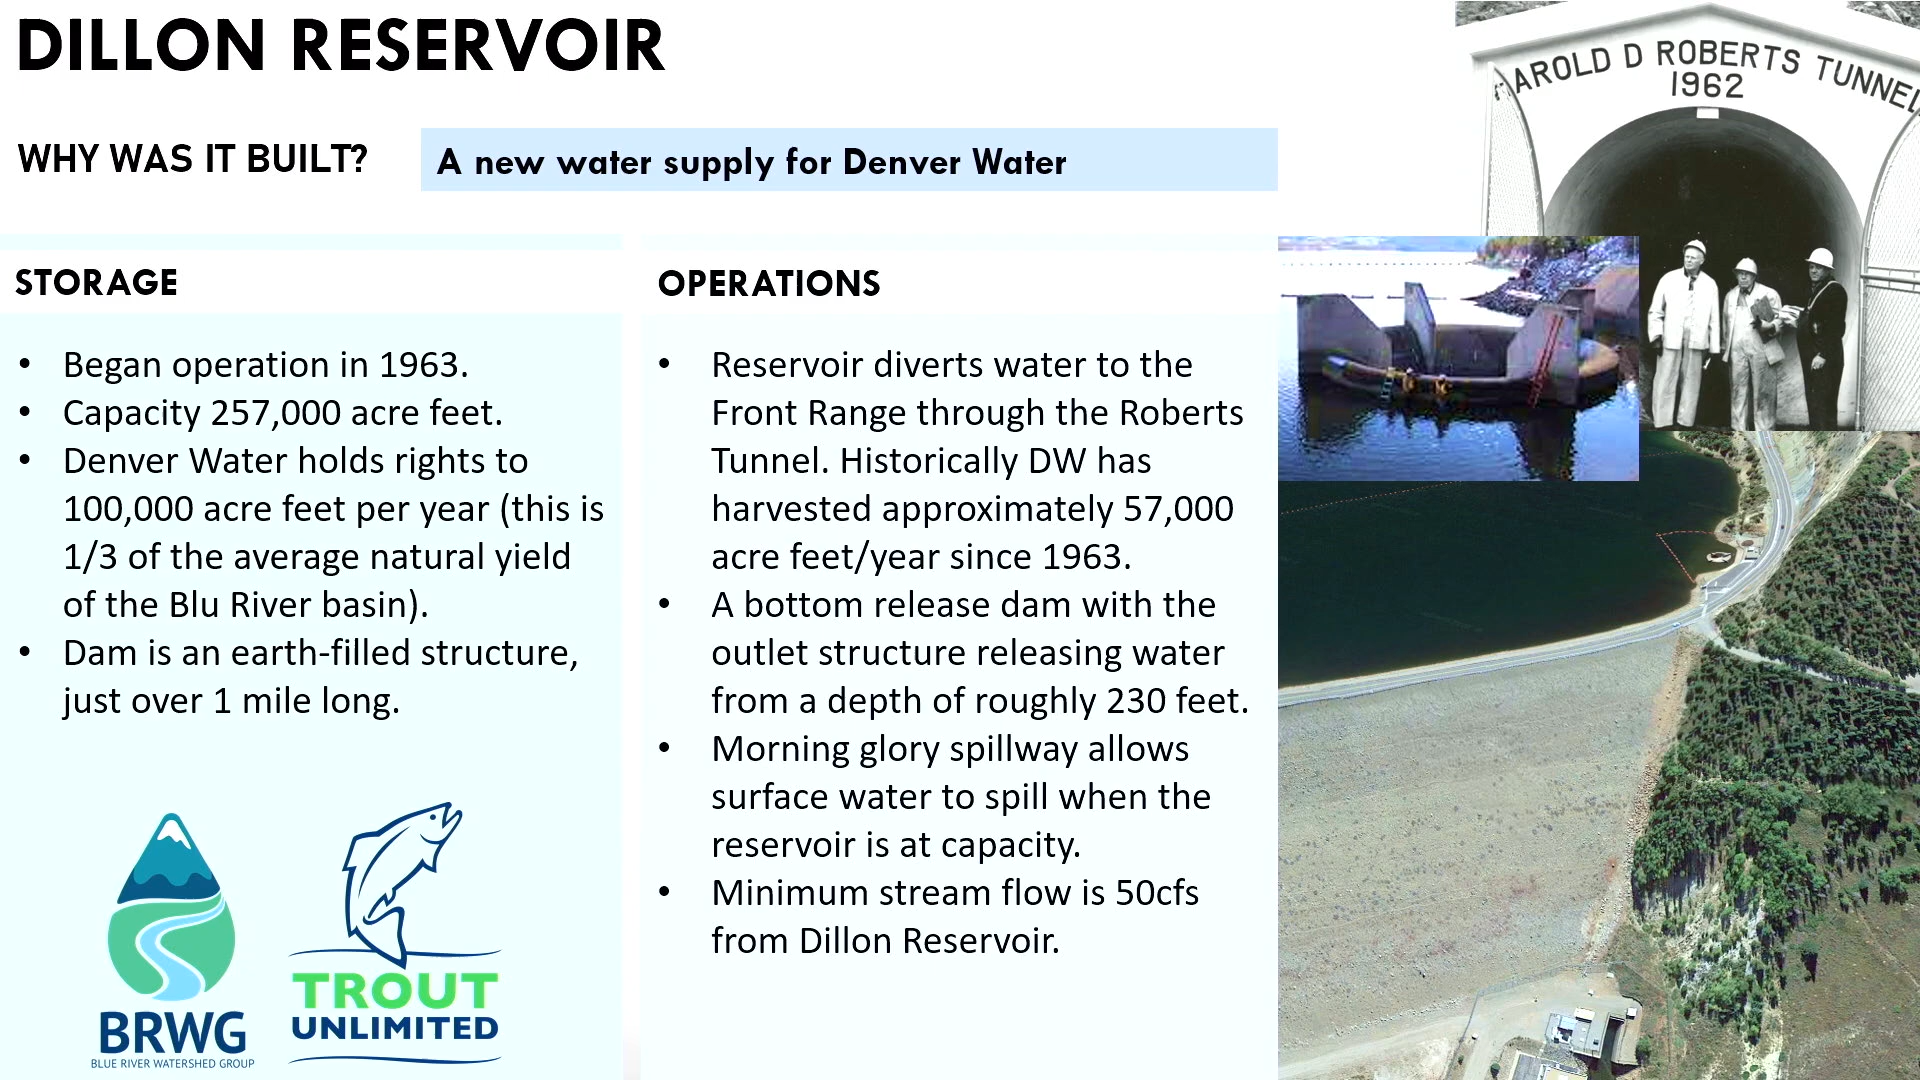 DILLON RESERVOIR
WHY WAS IT BUILT?
A new water supply for Denver Water
STORAGE
• Began operation in 1963.
• Capacity 257,000 acre feet.
• Denver Water holds rights to
100,000 acre feet per year (this is
1/3 of the average natural yield
of the Blu River basin).
• Dam is an earth-filled structure,
just over 1 mile long.
BRWG
BLUE RIVER WATERSHED GROUP
TROUT
UNLIMITED
OPERATIONS
• Reservoir diverts water to the
Front Range through the Roberts
Tunnel. Historically DW has
harvested approximately 57,000
acre feet/year since 1963.
• A bottom release dam with the
outlet structure releasing water
from a depth of roughly 230 feet.
• Morning glory spillway allows
surface water to spill when the
reservoir is at capacity.
• Minimum stream flow is 50cfs
from Dillon Reservoir.
HAROLD D ROBERTS TUNNEL
1962